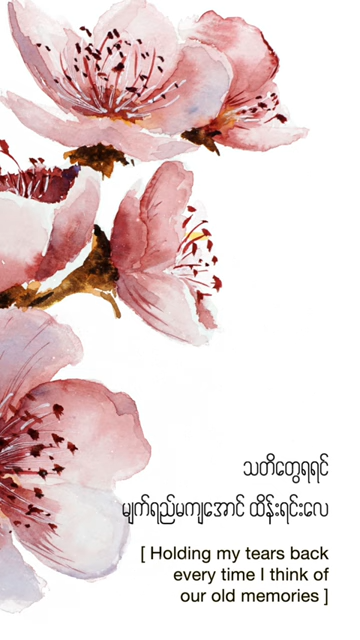 သတိတွေရရင်
မျက်ရည်မကျအောင် ထိန်းရင်းလေ
[ Holding my tears back
every time I think of
our old memories ]